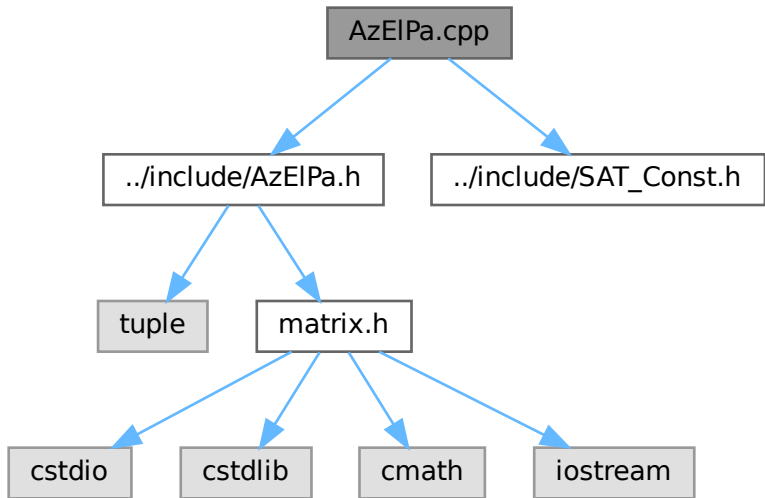 AzElPa.cpp
../include/AzElPa.h
../include/SAT_Const.h
tuple
matrix.h
cstdio
cstdlib
cmath
iostream